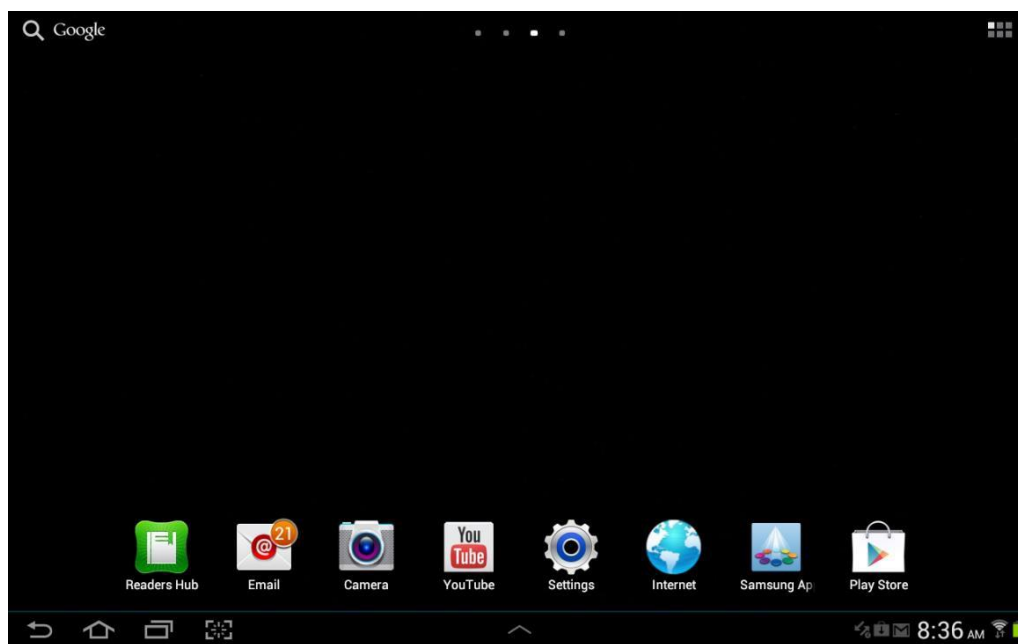 Google
21
You
Tube
Readers Hub
Email
Camera
YouTube
Settings
Internet
Samsung Ap
Play Store
8:36 AM